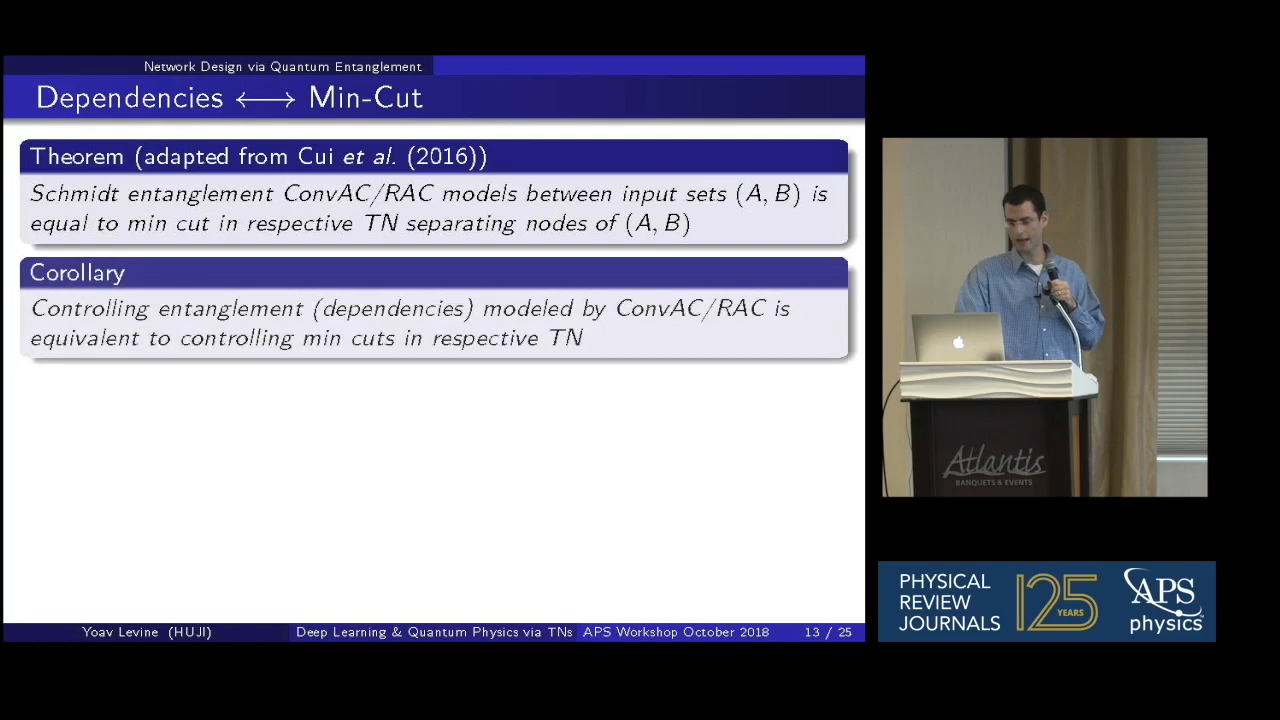 Network Design via Quantum Entanglement
Dependencies ⟷ Min-Cut
Theorem (adapted from Cui et al. (2016))
Schmidt entanglement ConvAC/RAC models between input sets (A, B) is
equal to min cut in respective TN separating nodes of (A, B)
Corollary
Controlling entanglement (dependencies) modeled by ConvAC/RAC is
equivalent to controlling min cuts in respective TN
Yoav Levine (HUJI)
Deep Learning & Quantum Physics via TNs
APS Workshop October 2018
13 / 25
Atlantis
BANQUETS & EVENTS
PHYSICAL
REVIEW
JOURNALS
125
YEARS
APS
physics